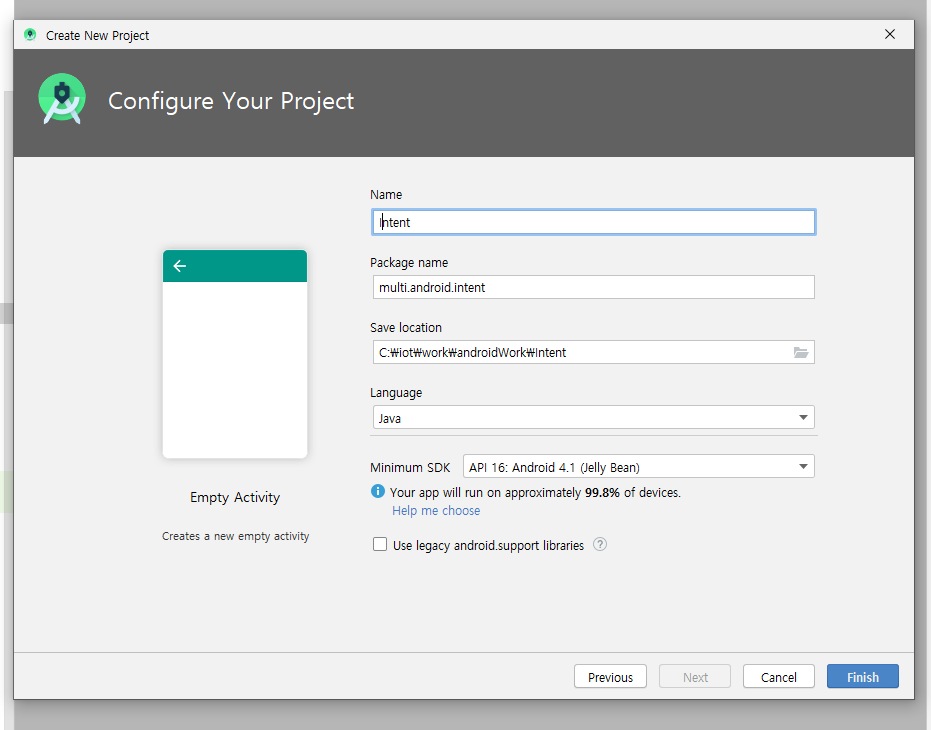 Create New Project
Configure Your Project
Name
Intent
Package name
multi.android.intent
Save location
C:₩iot₩work₩androidWork₩Intent
Language
Java
Minimum SDK
API 16: Android 4.1 (Jelly Bean)
Your app will run on approximately 99.8% of devices.
Help me choose
Use legacy android.support libraries ?
Empty Activity
Creates a new empty activity
Previous
Next
Cancel
Finish